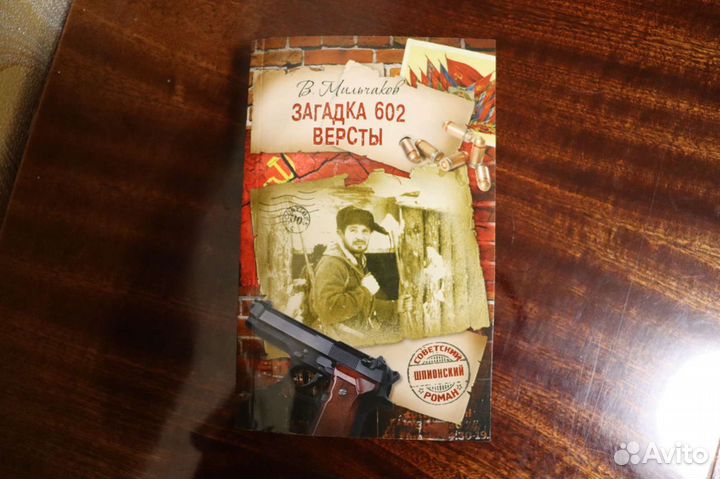 В. Мильчаков
ЗАГАДКА 602
ВЕРСТЫ
СОВЕТСКИЙ
ШПИОНСКИЙ
РОМАН
Avito